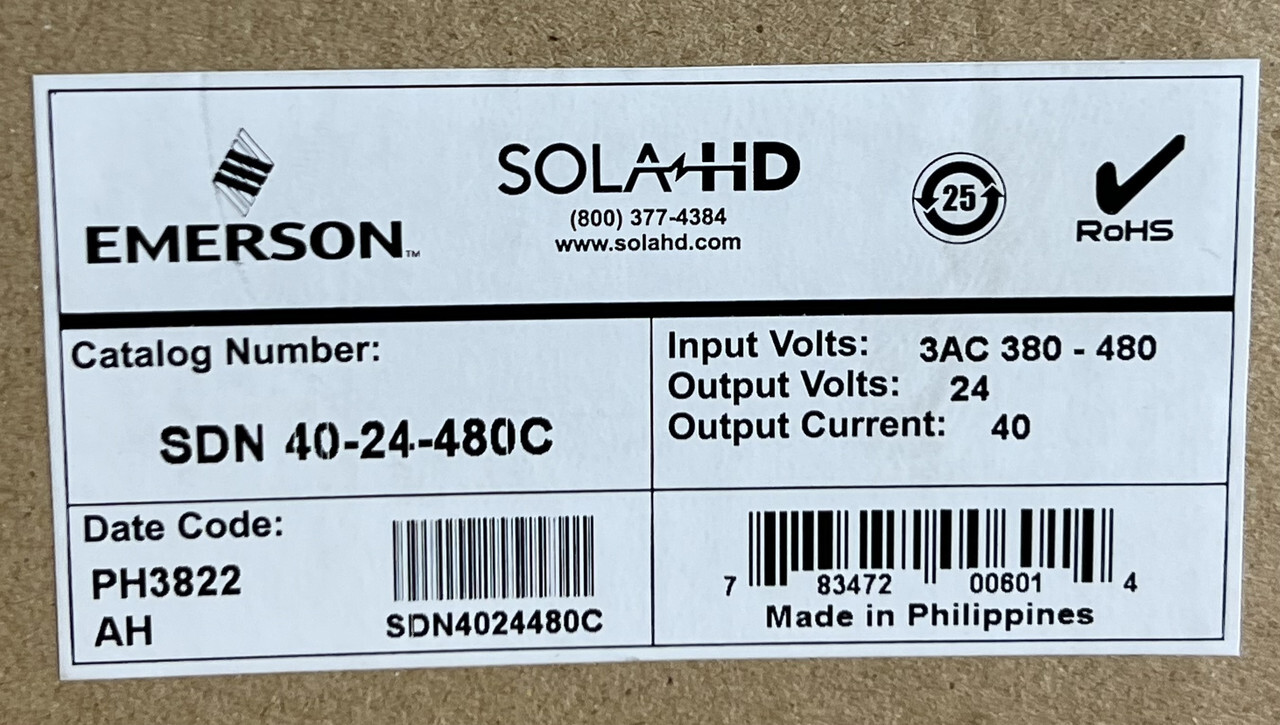 EMERSON™
SOLA HD
(800) 377-4384
www.solahd.com
25
RoHS
Catalog Number:
SDN 40-24-480C
Input Volts: 3AC 380 - 480
Output Volts: 24
Output Current: 40
Date Code:
PH3822
AH
SDN4024480C
7 83472 00601 4
Made in Philippines